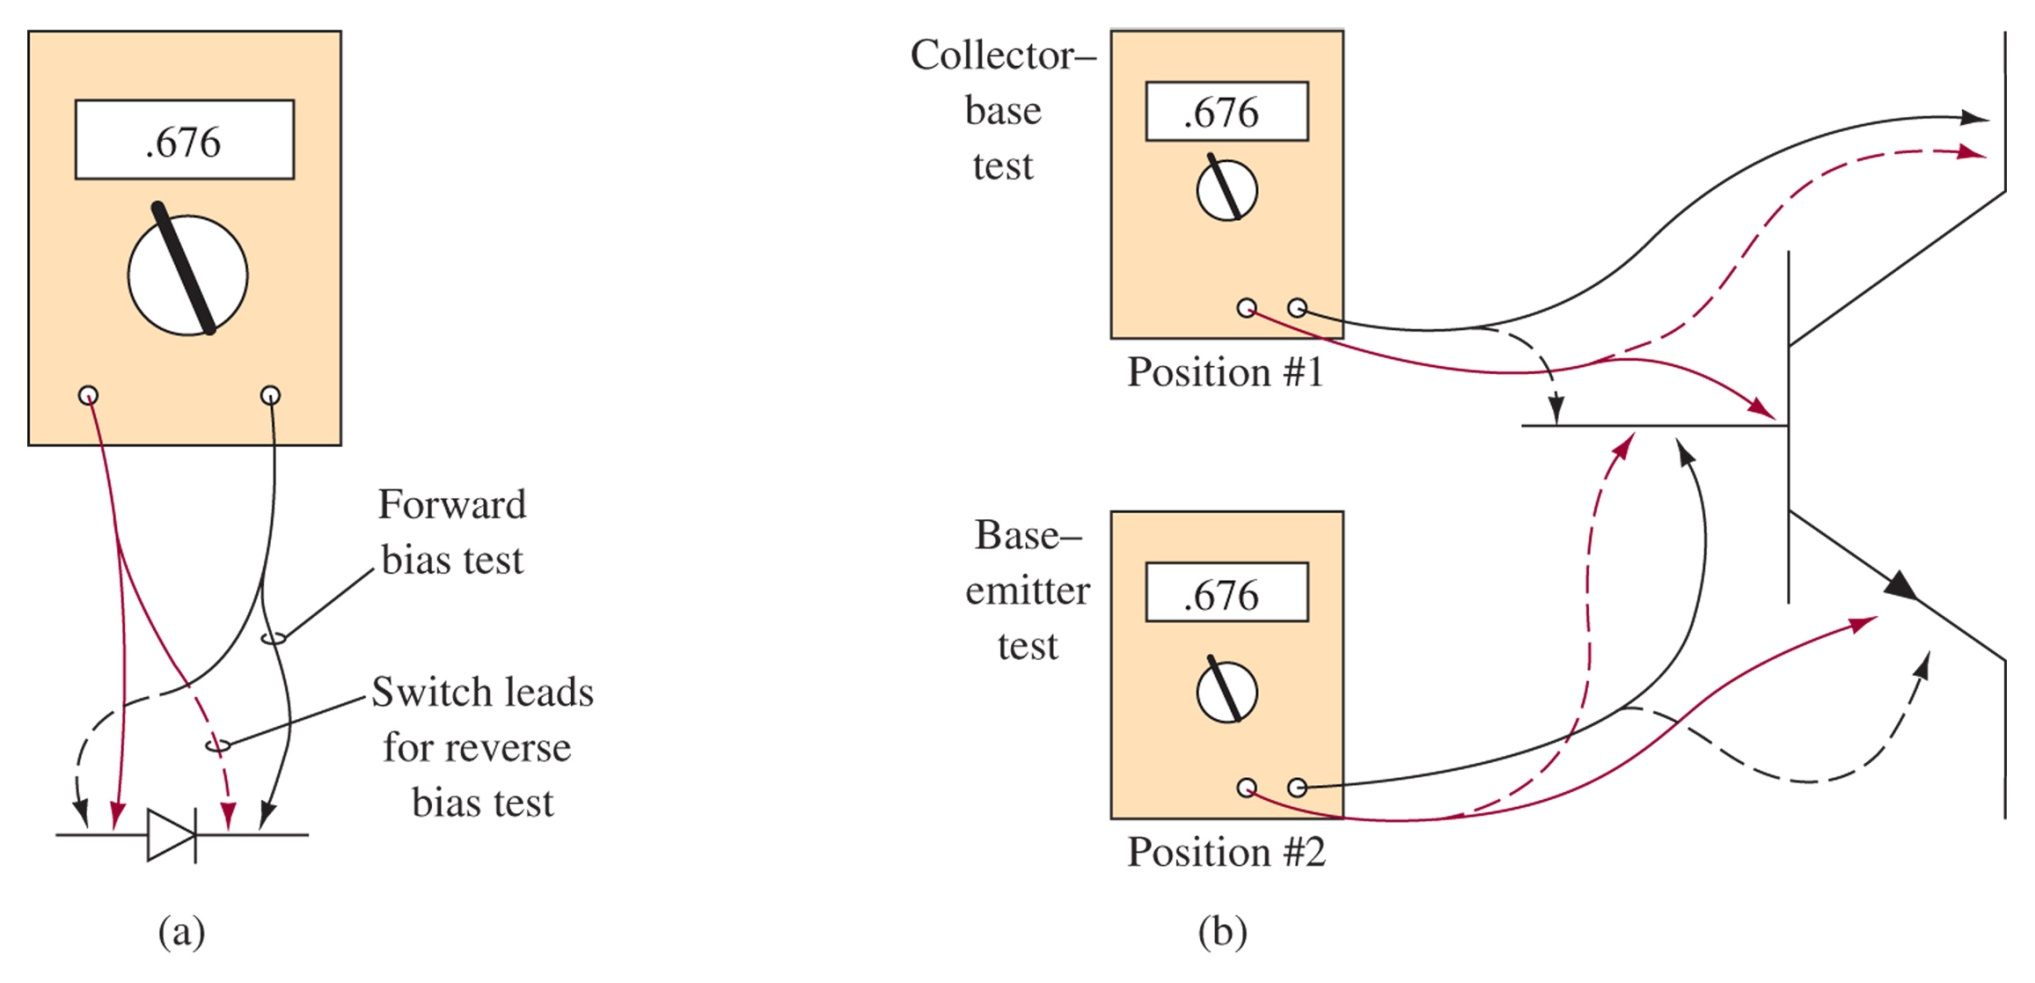 .676
Forward
bias test
Switch leads
for reverse
bias test
(a)
Collector–
base
test
.676
Position #1
Base–
emitter
test
.676
Position #2
(b)